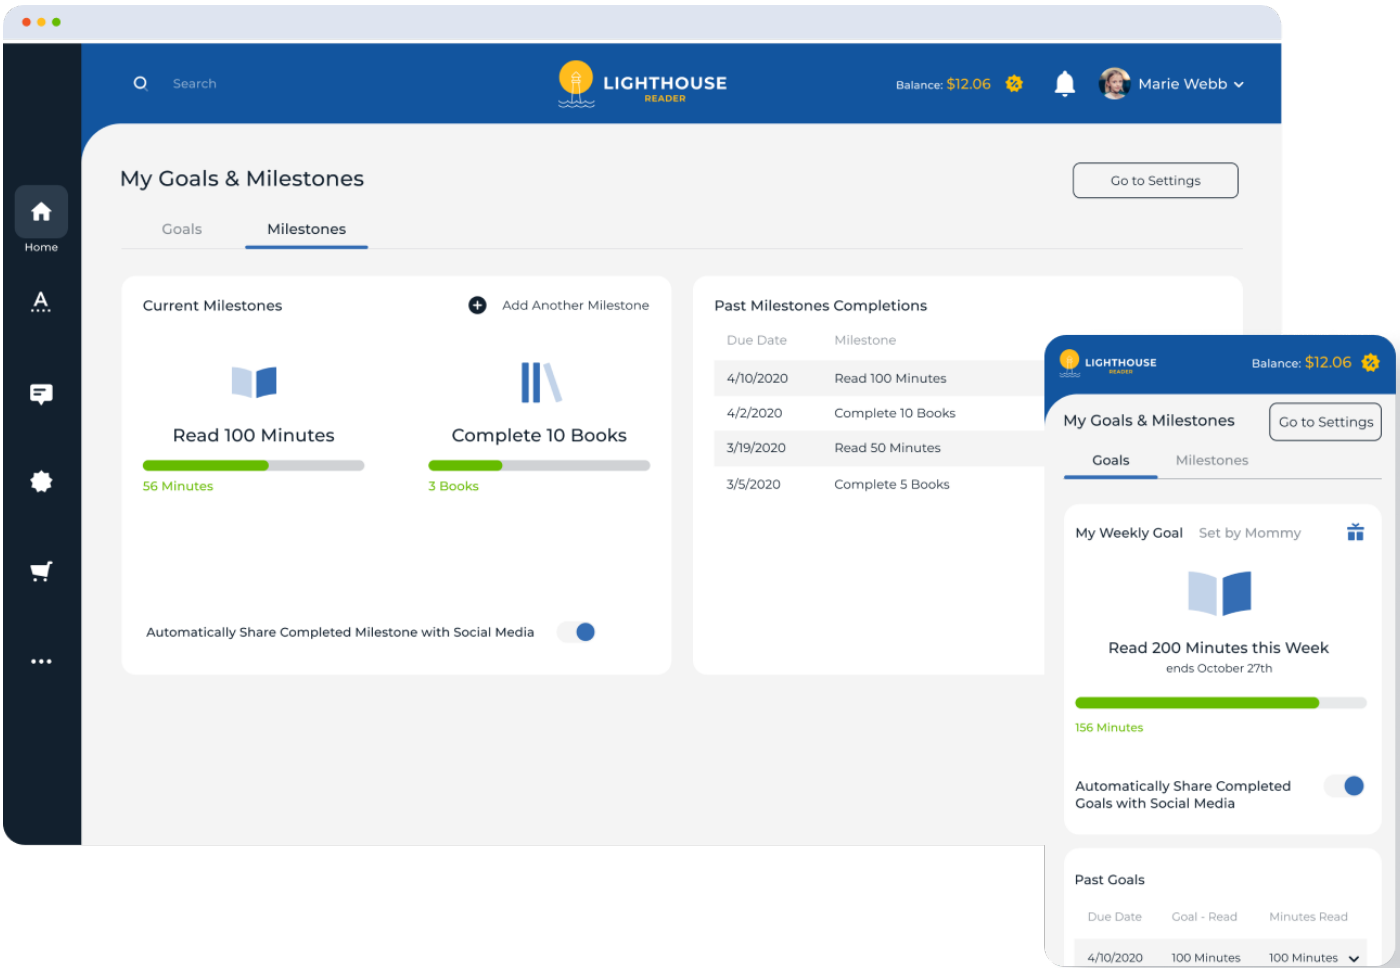 Search
LIGHTHOUSE
READER
Balance: $12.06
Marie Webb
My Goals & Milestones
Go to Settings
Goals
Milestones
Home
Current Milestones
Add Another Milestone
Read 100 Minutes
56 Minutes
Complete 10 Books
3 Books
Automatically Share Completed Milestone with Social Media
Past Milestones Completions
Due Date Milestone
4/10/2020 Read 100 Minutes
4/2/2020 Complete 10 Books
3/19/2020 Read 50 Minutes
3/5/2020 Complete 5 Books
LIGHTHOUSE
READER
Balance: $12.06
My Goals & Milestones
Go to Settings
Goals
Milestones
My Weekly Goal Set by Mommy
Read 200 Minutes this Week
ends October 27th
156 Minutes
Automatically Share Completed
Goals with Social Media
Past Goals
Due Date Goal - Read Minutes Read
4/10/2020 100 Minutes 100 Minutes